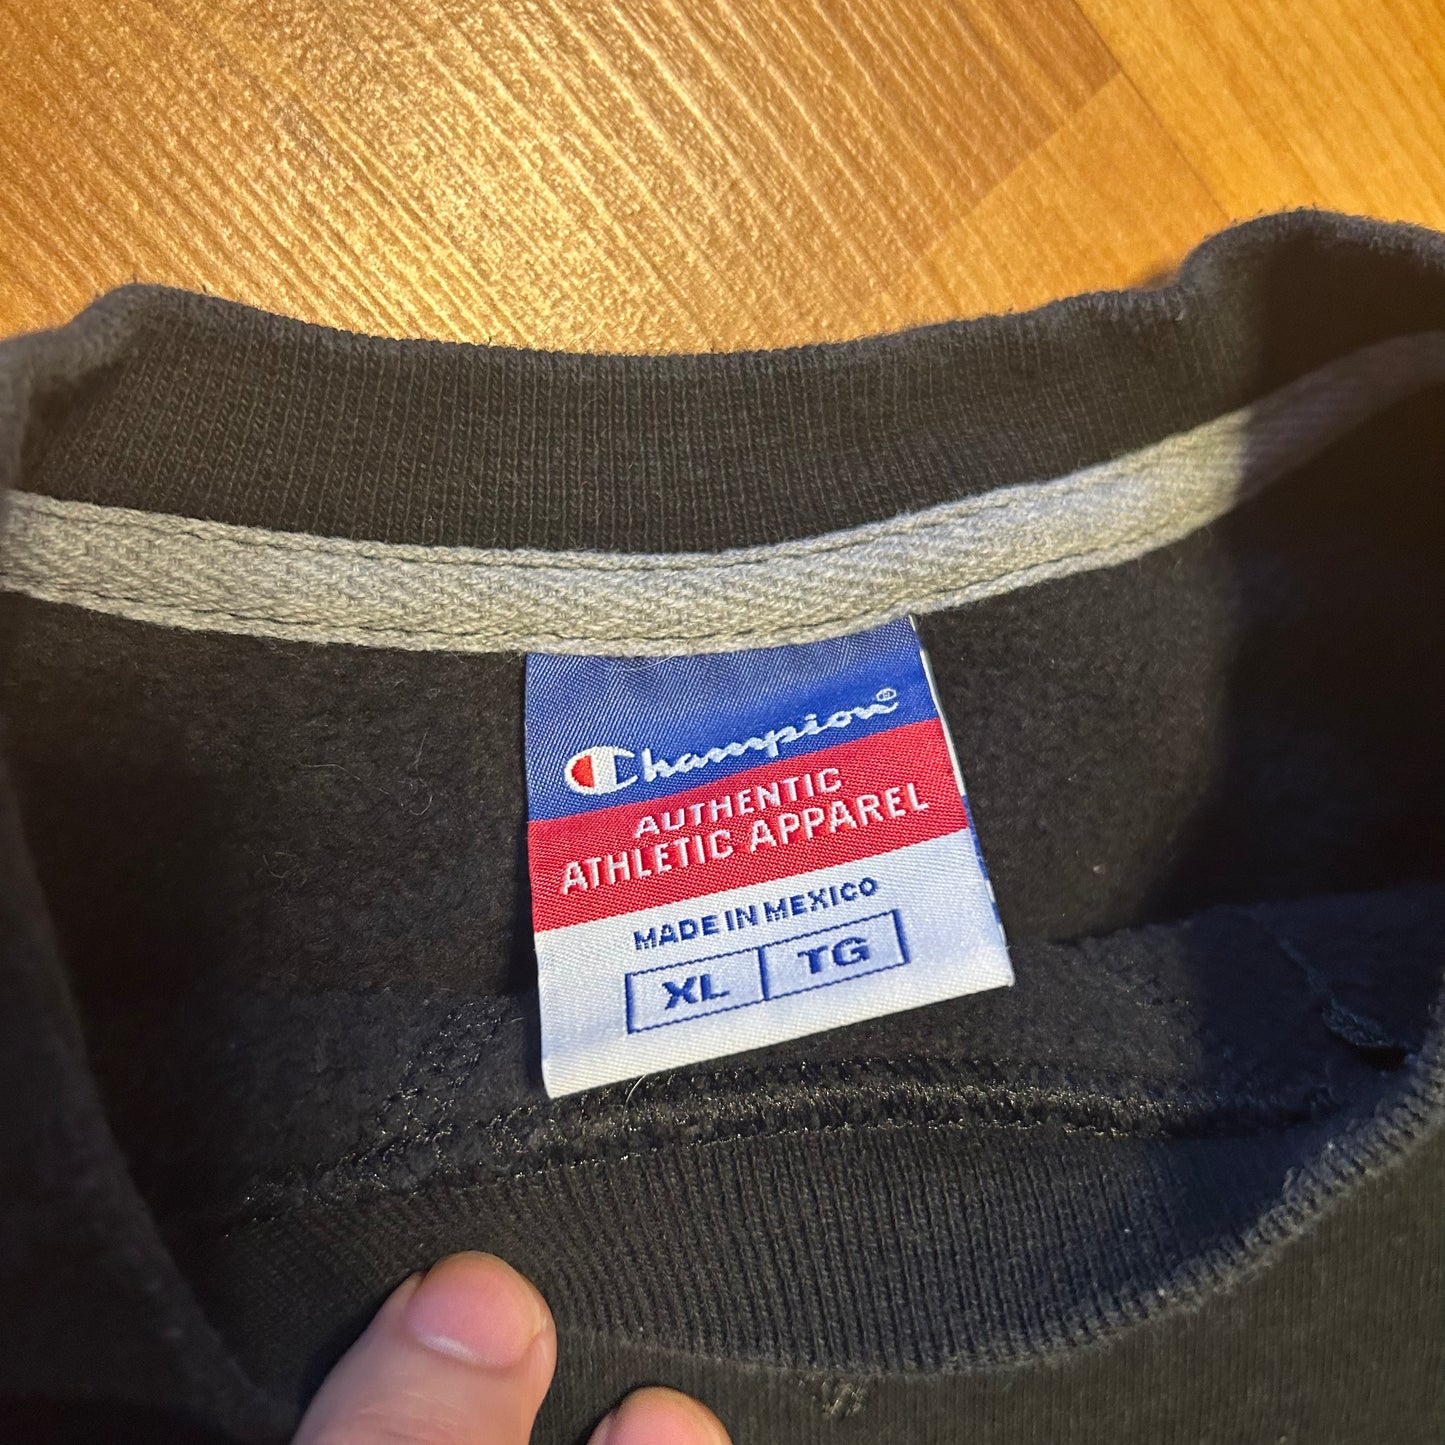 Champion®
AUTHENTIC
ATHLETIC APPAREL
MADE IN MEXICO
XL TG